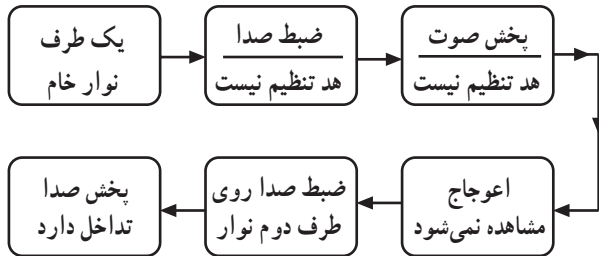 یک طرف
نوار خام
ضبط صدا
هد تنظیم نیست
پخش صوت
هد تنظیم نیست
اعوجاج
مشاهده نمی‌شود
ضبط صدا روی
طرف دوم نوار
پخش صدا
تداخل دارد